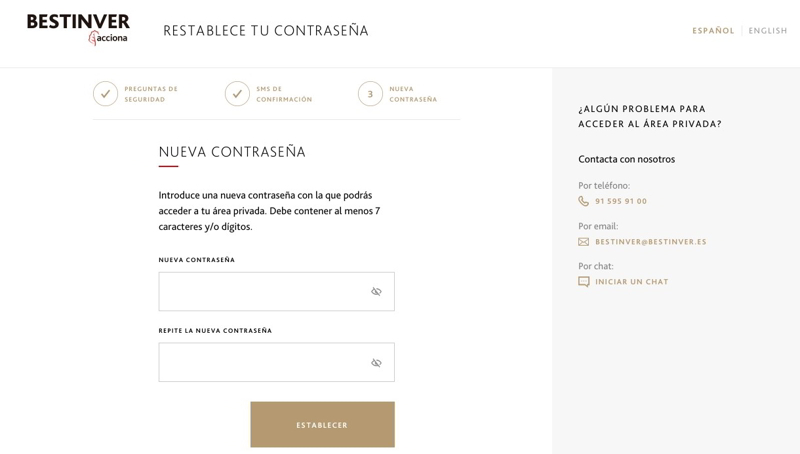 BESTINVER
acciona
RESTABLECE TU CONTRASEÑA
ESPAÑOL | ENGLISH
PREGUNTAS DE
SEGURIDAD
SMS DE
CONFIRMACIÓN
3
NUEVA
CONTRASEÑA
NUEVA CONTRASEÑA
Introduce una nueva contraseña con la que podrás
acceder a tu área privada. Debe contener al menos 7
caracteres y/o dígitos.
NUEVA CONTRASEÑA
REPITE LA NUEVA CONTRASEÑA
ESTABLECER
¿ALGÚN PROBLEMA PARA
ACCEDER AL ÁREA PRIVADA?
Contacta con nosotros
Por teléfono:
91 595 91 00
Por email:
BESTINVER@BESTINVER.ES
Por chat:
INICIAR UN CHAT